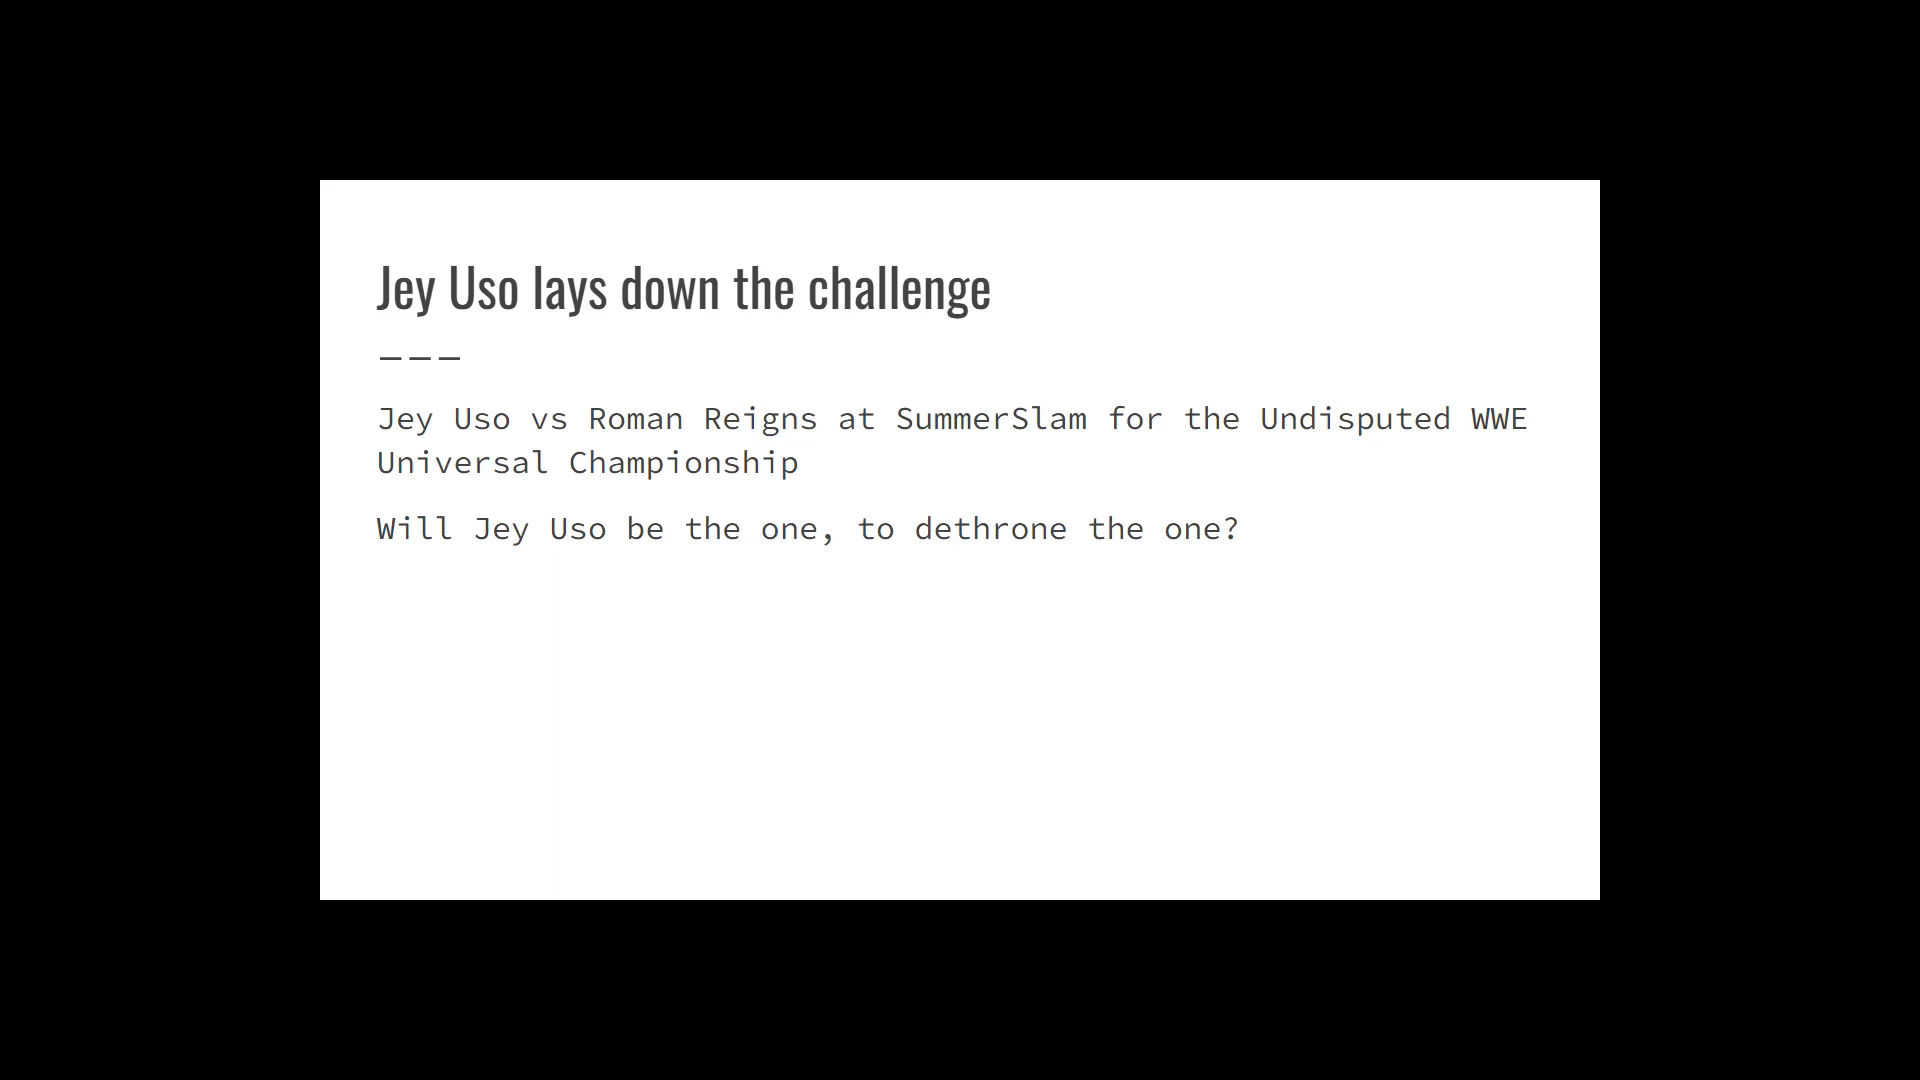 Jey Uso lays down the challenge
Jey Uso vs Roman Reigns at SummerSlam for the Undisputed WWE
Universal Championship
Will Jey Uso be the one, to dethrone the one?